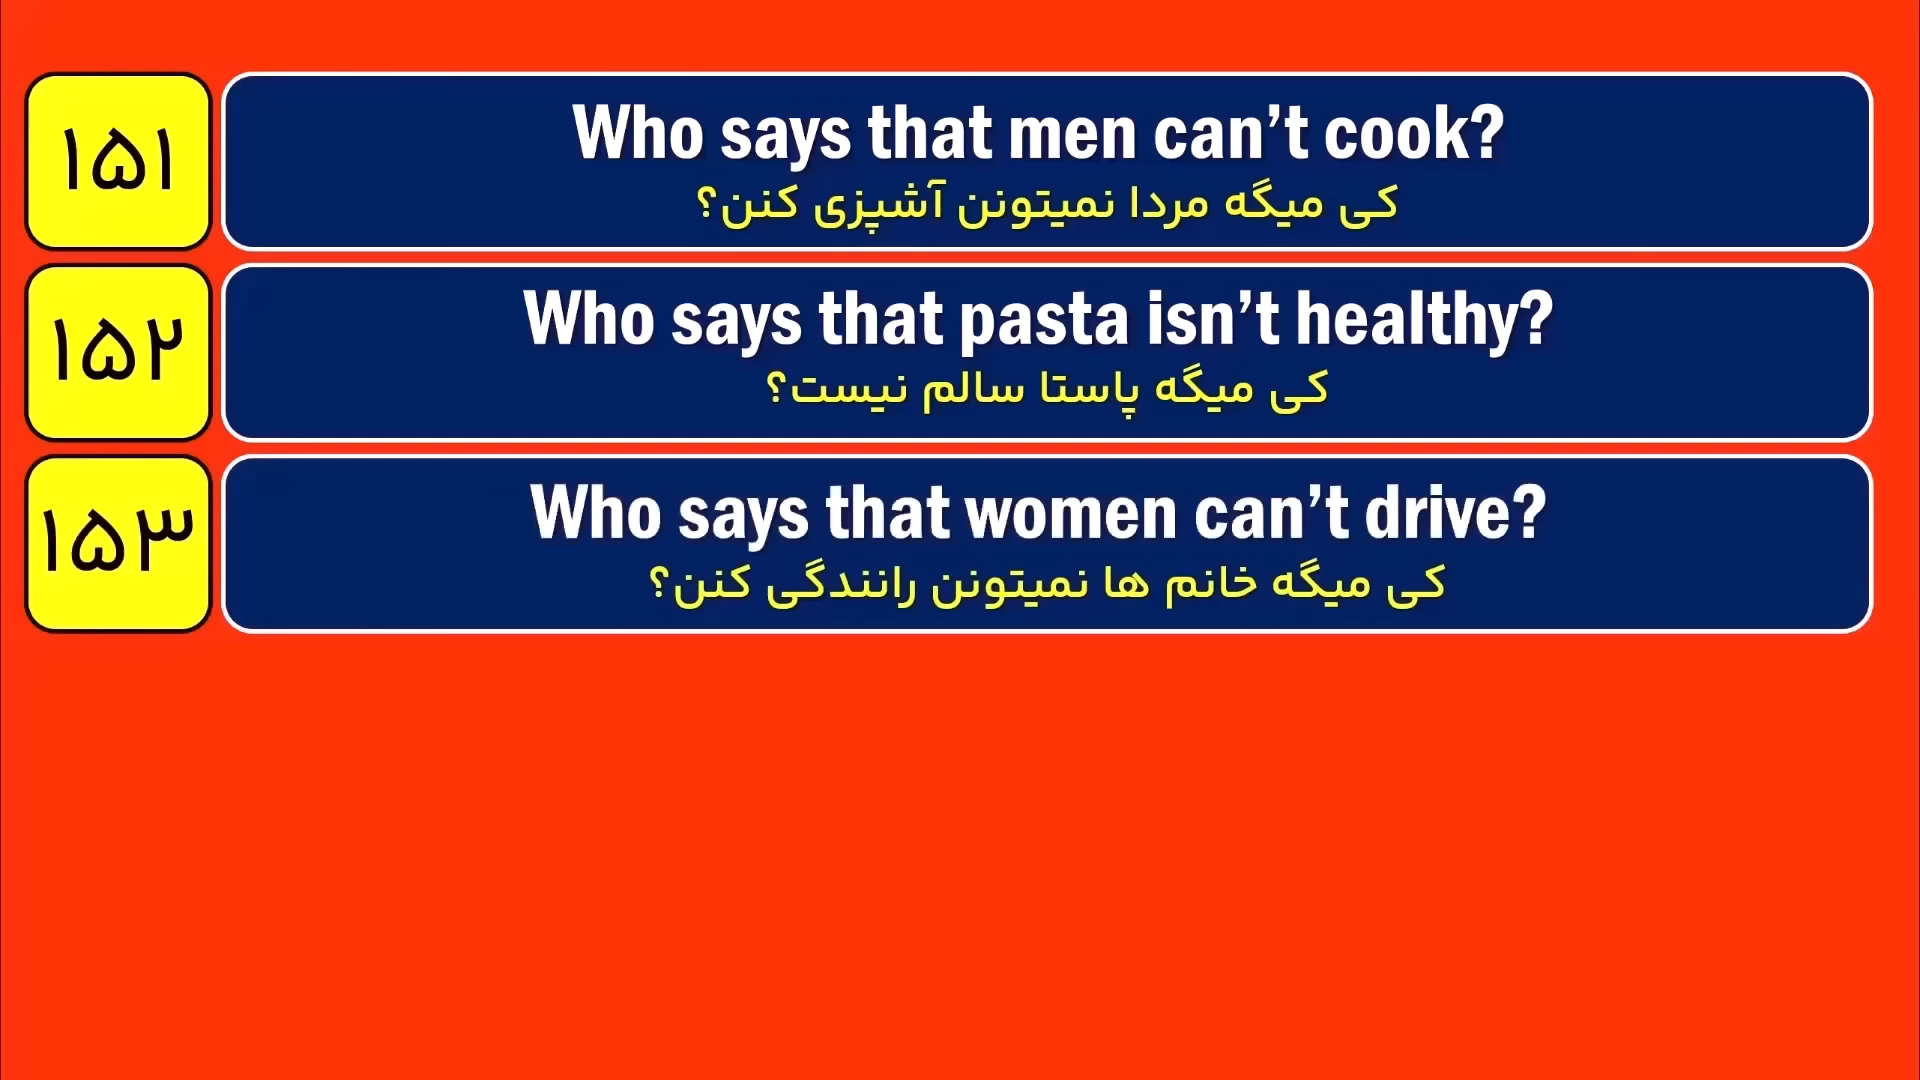 ۱۵۱
Who says that men can’t cook?
کی میگه مردا نمیتونن آشپزی کنن؟
۱۵۲
Who says that pasta isn’t healthy?
کی میگه پاستا سالم نیست؟
۱۵۳
Who says that women can’t drive?
کی میگه خانم ها نمیتونن رانندگی کنن؟